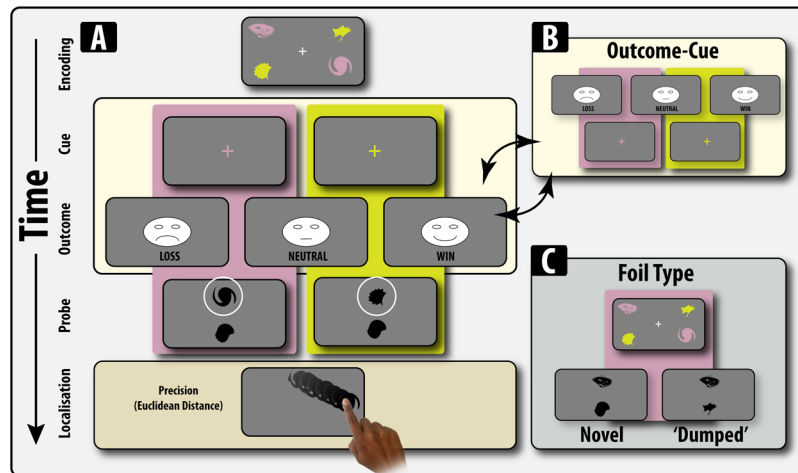 Time
Encoding
Cue
Outcome
Probe
Localisation
A
LOSS
NEUTRAL
WIN
Precision
(Euclidean Distance)
B
Outcome-Cue
LOSS
NEUTRAL
WIN
C
Foil Type
Novel
'Dumped'